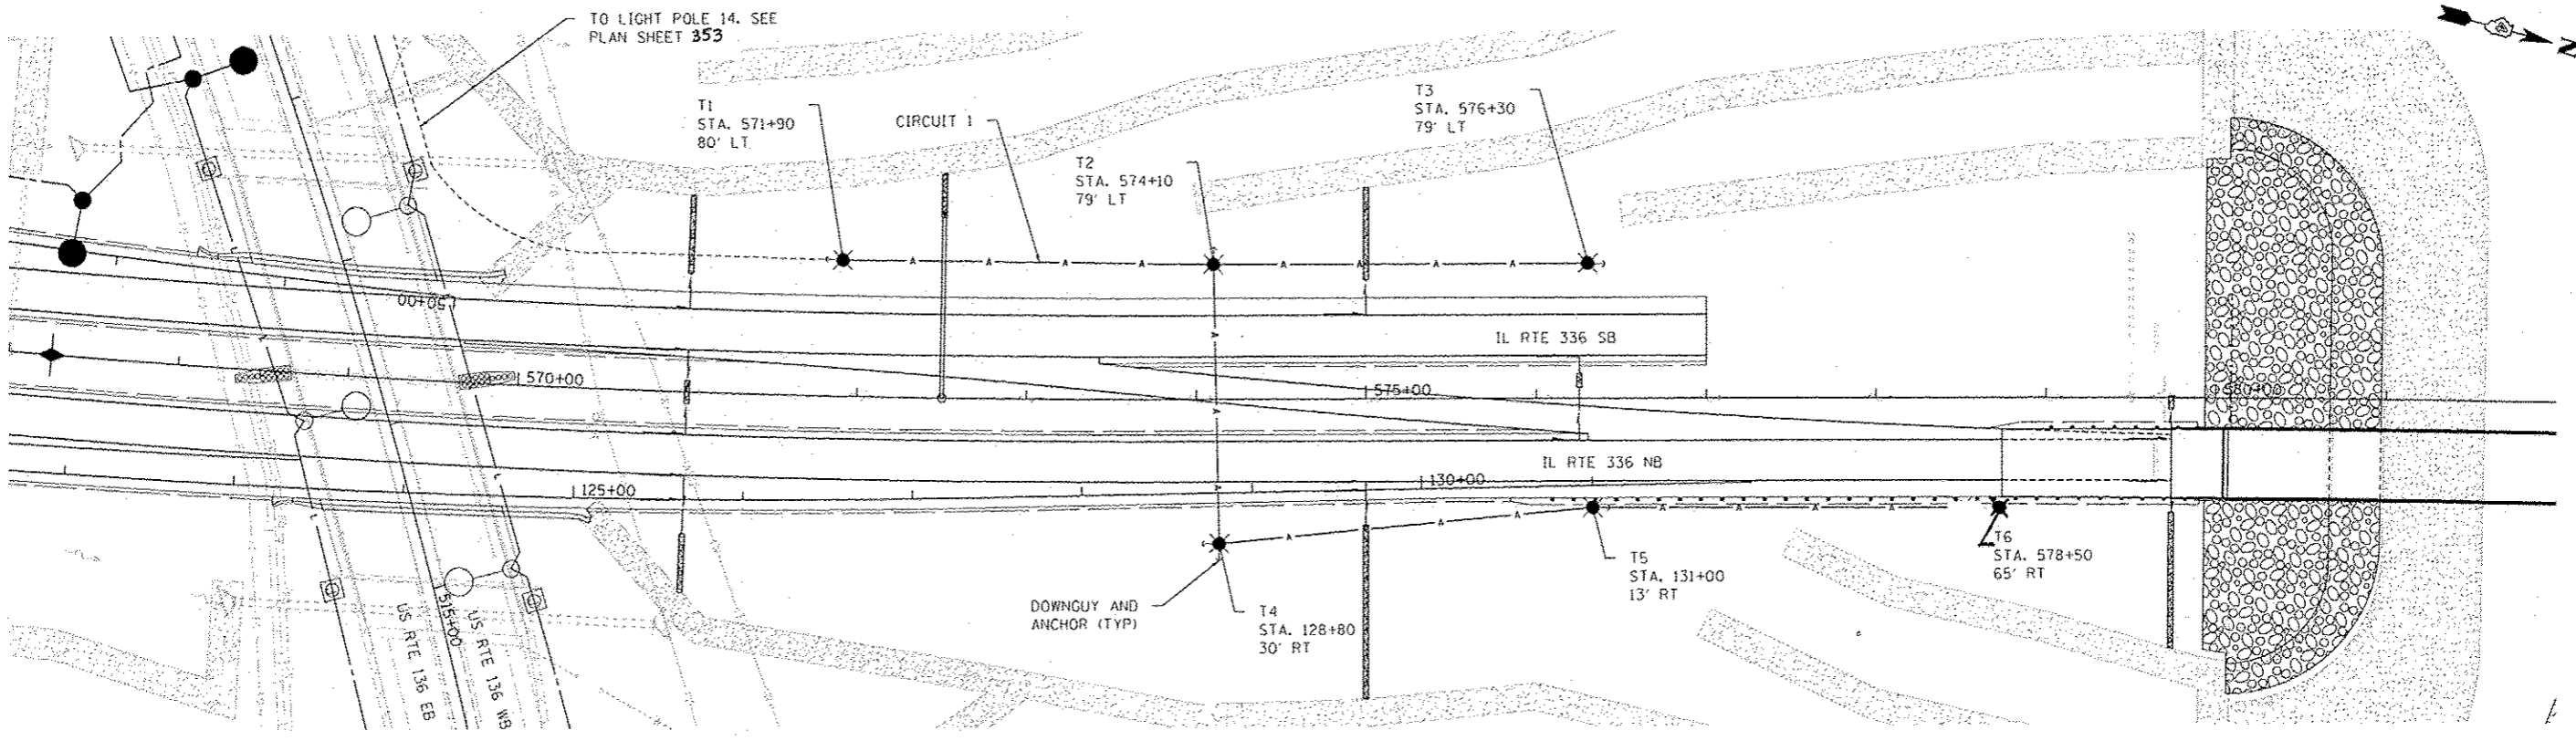 TO LIGHT POLE 14. SEE
PLAN SHEET 353
N
T1
STA. 571+90
80' LT
CIRCUIT 1
T2
STA. 574+10
79' LT
T3
STA. 576+30
79' LT
A A A A A A A A
50+00
A
IL RTE 336 SB
570+00
575+00
580+00
A
IL RTE 336 NB
125+00
130+00
A
A A A A A A A
T4
STA. 128+80
30' RT
DOWNGUY AND
ANCHOR (TYP)
T5
STA. 131+00
13' RT
T6
STA. 578+50
65' RT
US RTE 136 EB
515+00
US RTE 136 WB